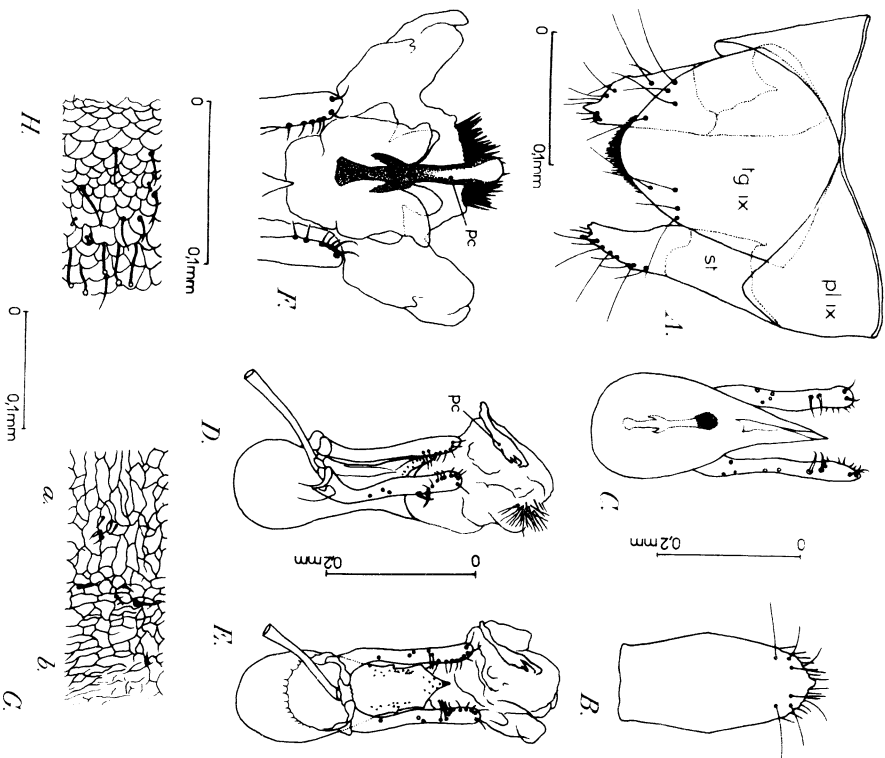 0
0,1mm
tg ix
pl ix
st
A.
0
0,1mm
pc
F.
H.
0
0,1mm
C.
0
0,2mm
pc
D.
0
0,2mm
a.
b.
G.
E.
B.